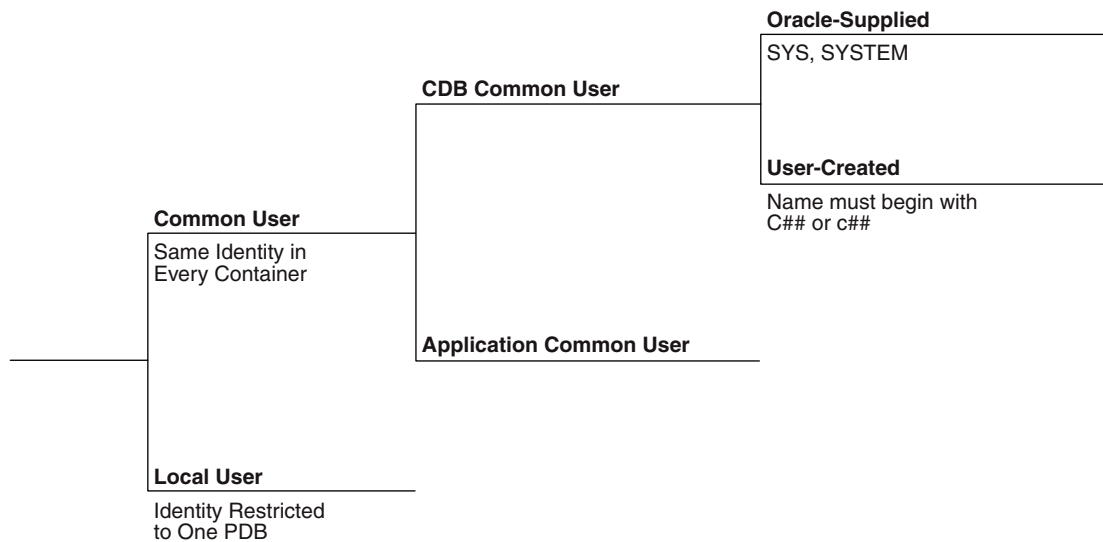 Oracle-Supplied
SYS, SYSTEM
CDB Common User
User-Created
Name must begin with
C## or c##
Common User
Same Identity in
Every Container
Application Common User
Local User
Identity Restricted
to One PDB